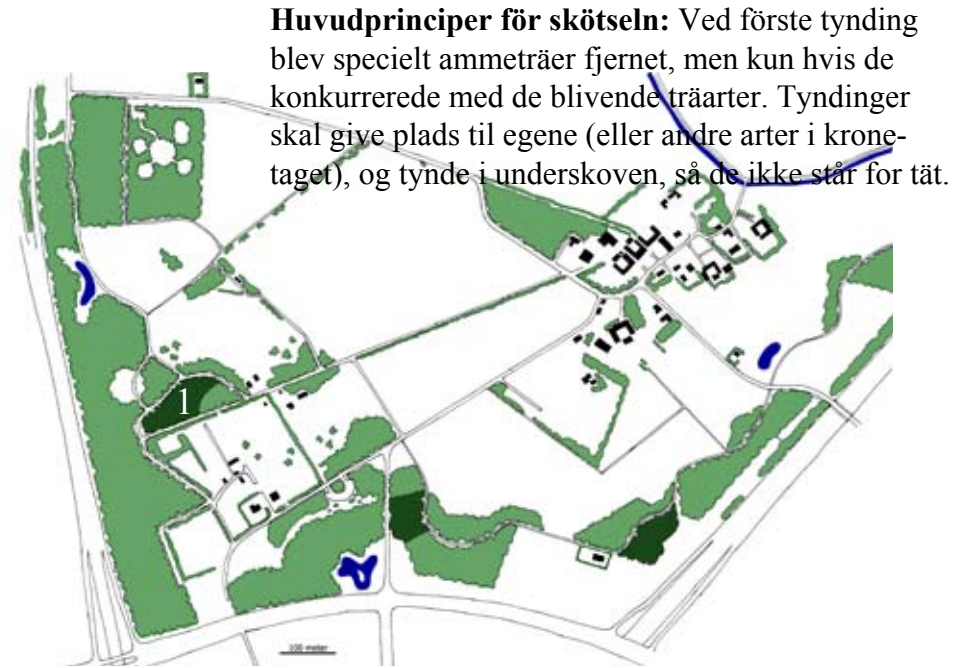 Huvudprinciper för skötseln: Ved förste tynding
blev specielt ammeträer fjernet, men kun hvis de
konkurrerede med de blivende träarter. Tyndinger
skal give plads til egene (eller andre arter i krone-
taget), og tynde i underskoven, så de ikke står for tät.
1
100 meter